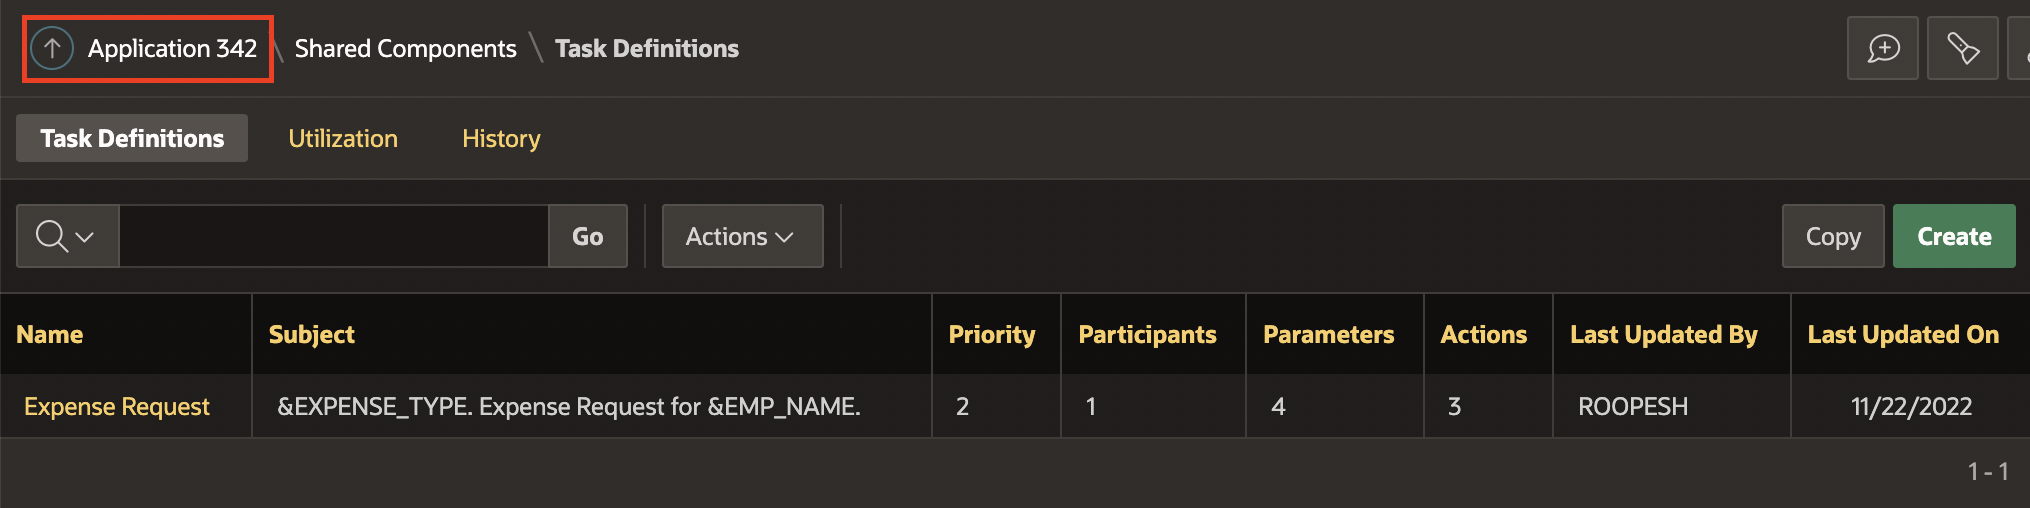 Application 342 \ Shared Components \ Task Definitions
Task Definitions Utilization History
Go Actions Copy Create
Name Subject Priority Participants Parameters Actions Last Updated By Last Updated On
Expense Request &EXPENSE_TYPE. Expense Request for &EMP_NAME. 2 1 4 3 ROOPESH 11/22/2022
1 - 1